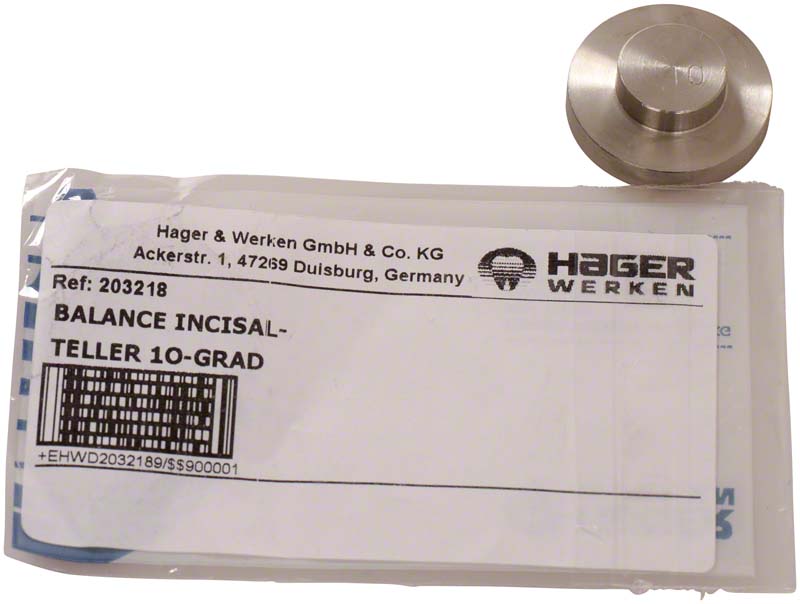 10
Hager & Werken GmbH & Co. KG
Ackerstr. 1, 47269 Duisburg, Germany
HAGER
WERKEN
Ref: 203218
BALANCE INCISAL-
TELLER 1O-GRAD
+EHWD2032189/$$900001